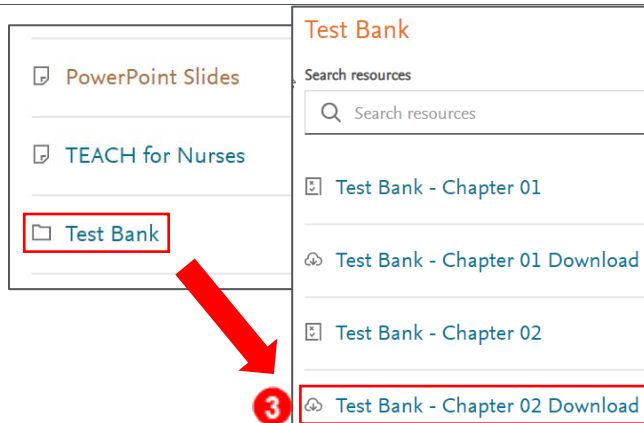 PowerPoint Slides
TEACH for Nurses
Test Bank
Test Bank
Search resources
Search resources
Test Bank - Chapter 01
Test Bank - Chapter 01 Download
Test Bank - Chapter 02
3
Test Bank - Chapter 02 Download